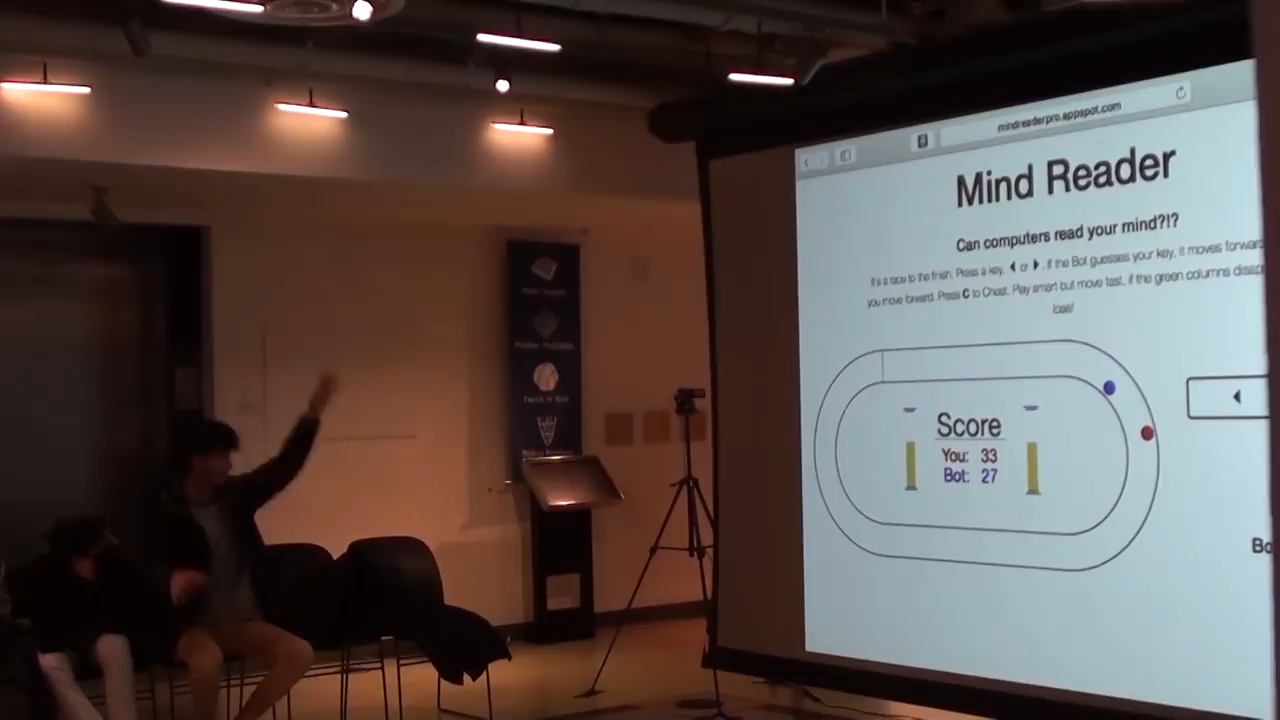 mindreaderpro.appspot.com
Mind Reader
Can computers read your mind?!?
It's a race to the finish. Press a key, ◀ or ▶. If the Bot guesses your key, it moves forward
you move forward. Press C to Cheat. Play smart but move fast, if the green columns disap
lose!
Score
You: 33
Bot: 27
◀
Bo
Twist 'n Roll